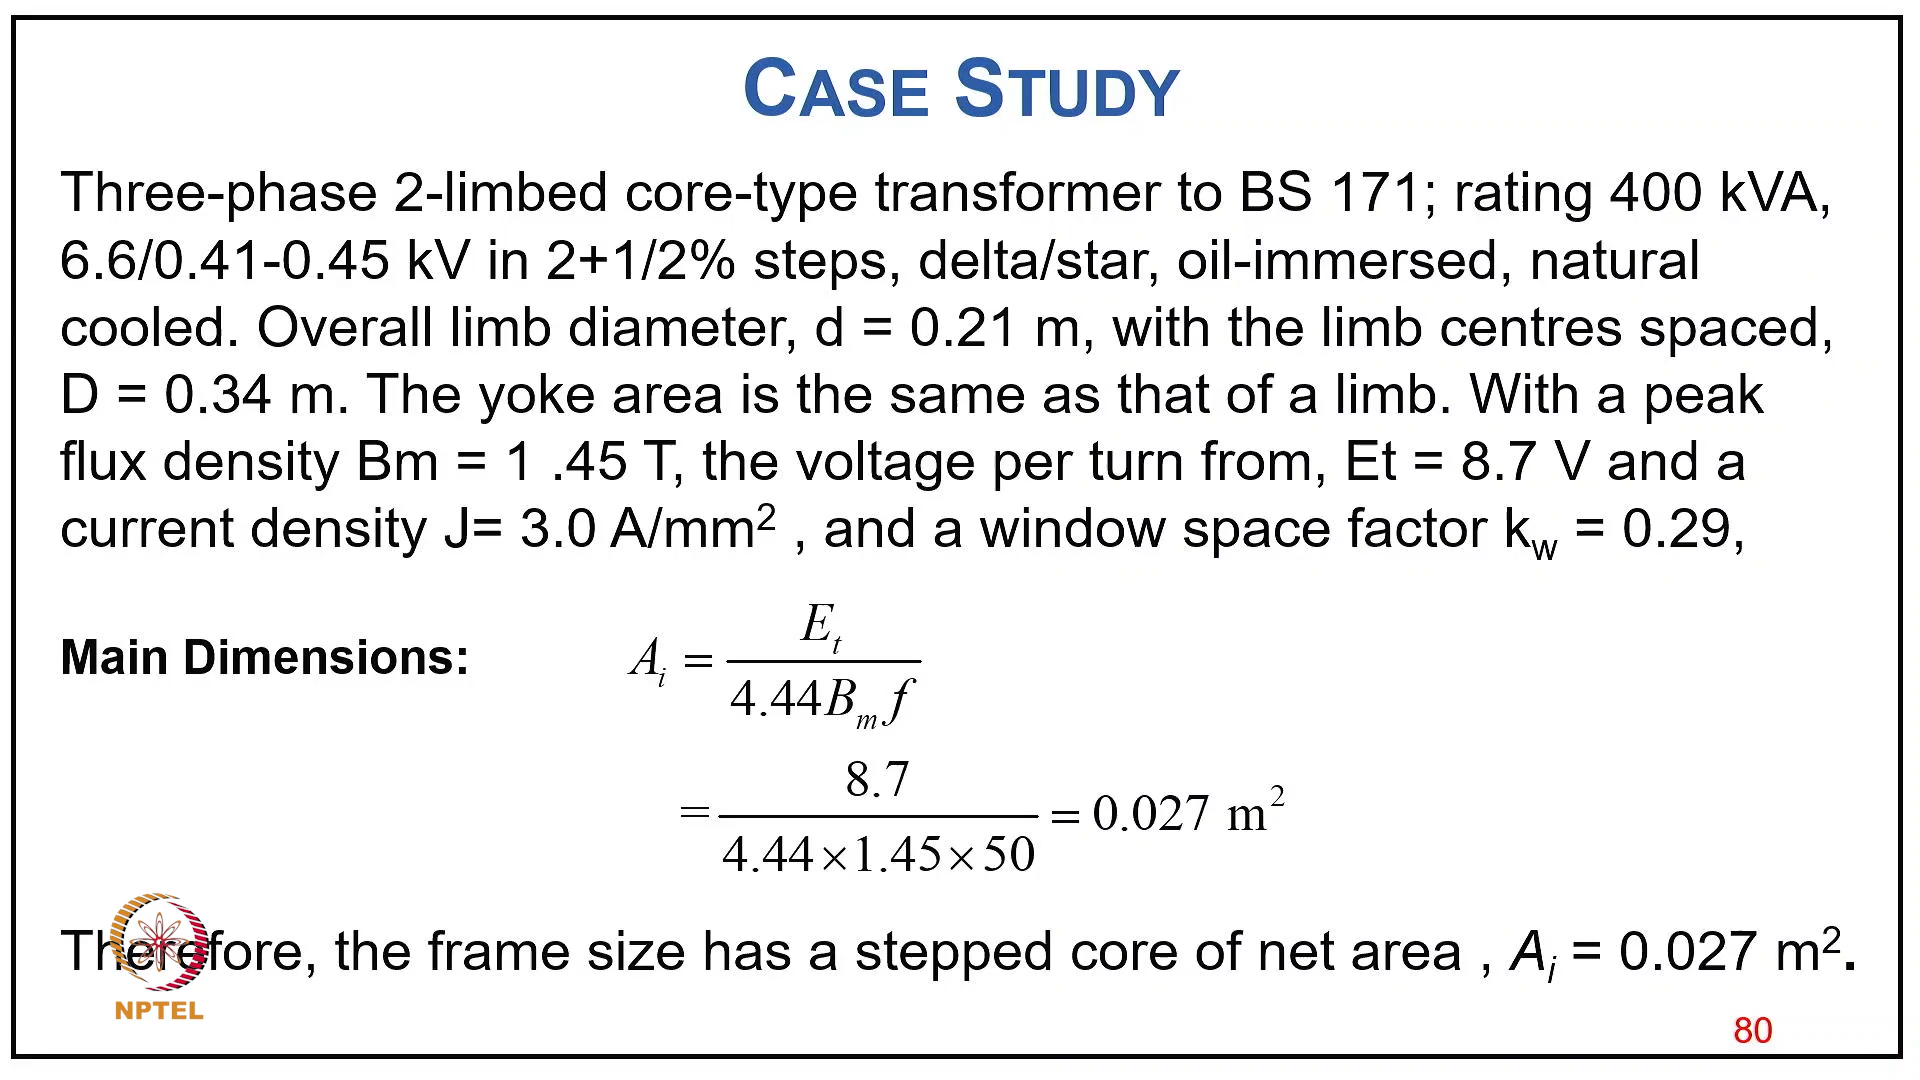 CASE STUDY
Three-phase 2-limbed core-type transformer to BS 171; rating 400 kVA,
6.6/0.41-0.45 kV in 2+1/2% steps, delta/star, oil-immersed, natural
cooled. Overall limb diameter, d = 0.21 m, with the limb centres spaced,
D = 0.34 m. The yoke area is the same as that of a limb. With a peak
flux density Bm = 1 .45 T, the voltage per turn from, Et = 8.7 V and a
current density J= 3.0 A/mm² , and a window space factor k_w = 0.29,
Main Dimensions: A_i = E_t / 4.44B_m f
= 8.7 / 4.44×1.45×50 = 0.027 m²
Therefore, the frame size has a stepped core of net area , A_i = 0.027 m².
NPTEL
80